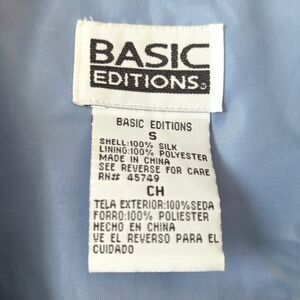 BASIC
EDITIONS®
BASIC EDITIONS
S
SHELL:100% SILK
LINING:100% POLYESTER
MADE IN CHINA
SEE REVERSE FOR CARE
RN# 45749
CH
TELA EXTERIOR:100%SEDA
FORRO:100% POLIESTER
HECHO EN CHINA
VE EL REVERSO PARA EL
CUIDADO